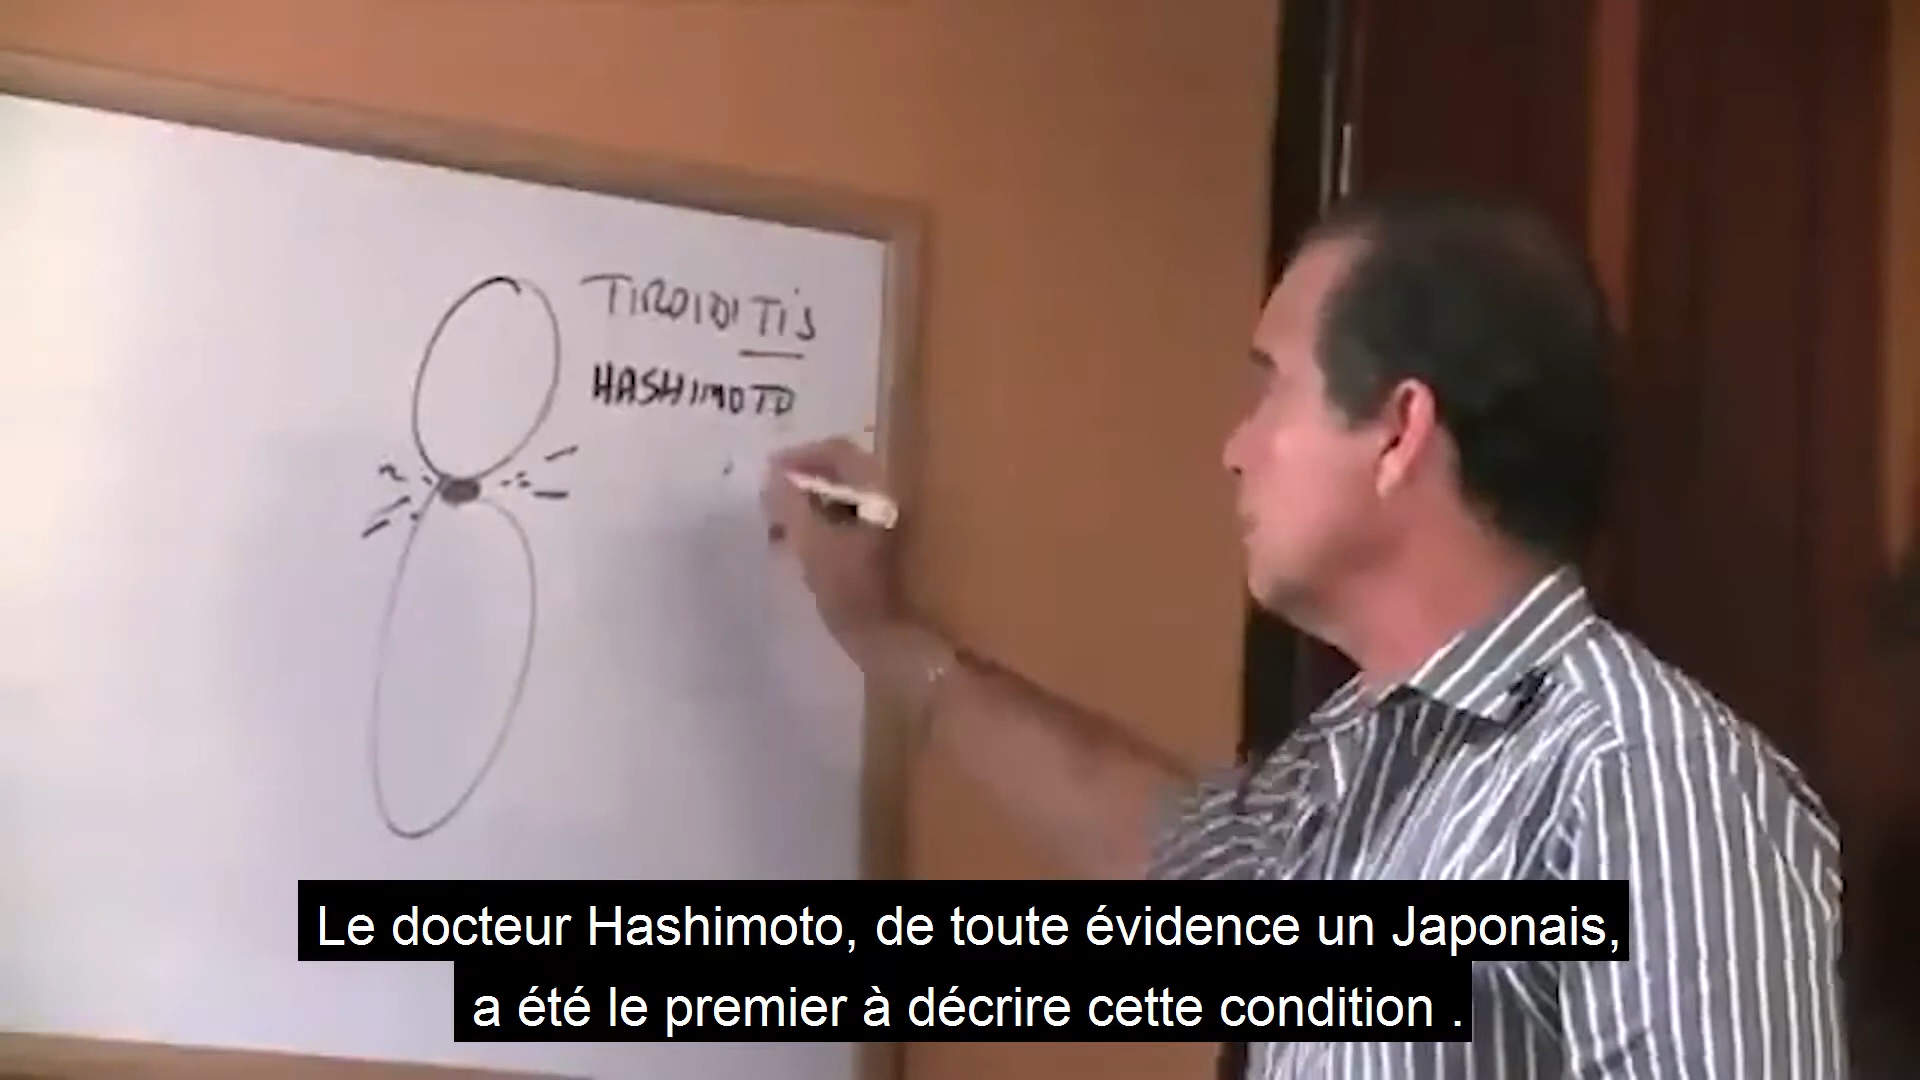 TIROIDITIS
HASHIMOTO
Le docteur Hashimoto, de toute évidence un Japonais,
a été le premier à décrire cette condition .